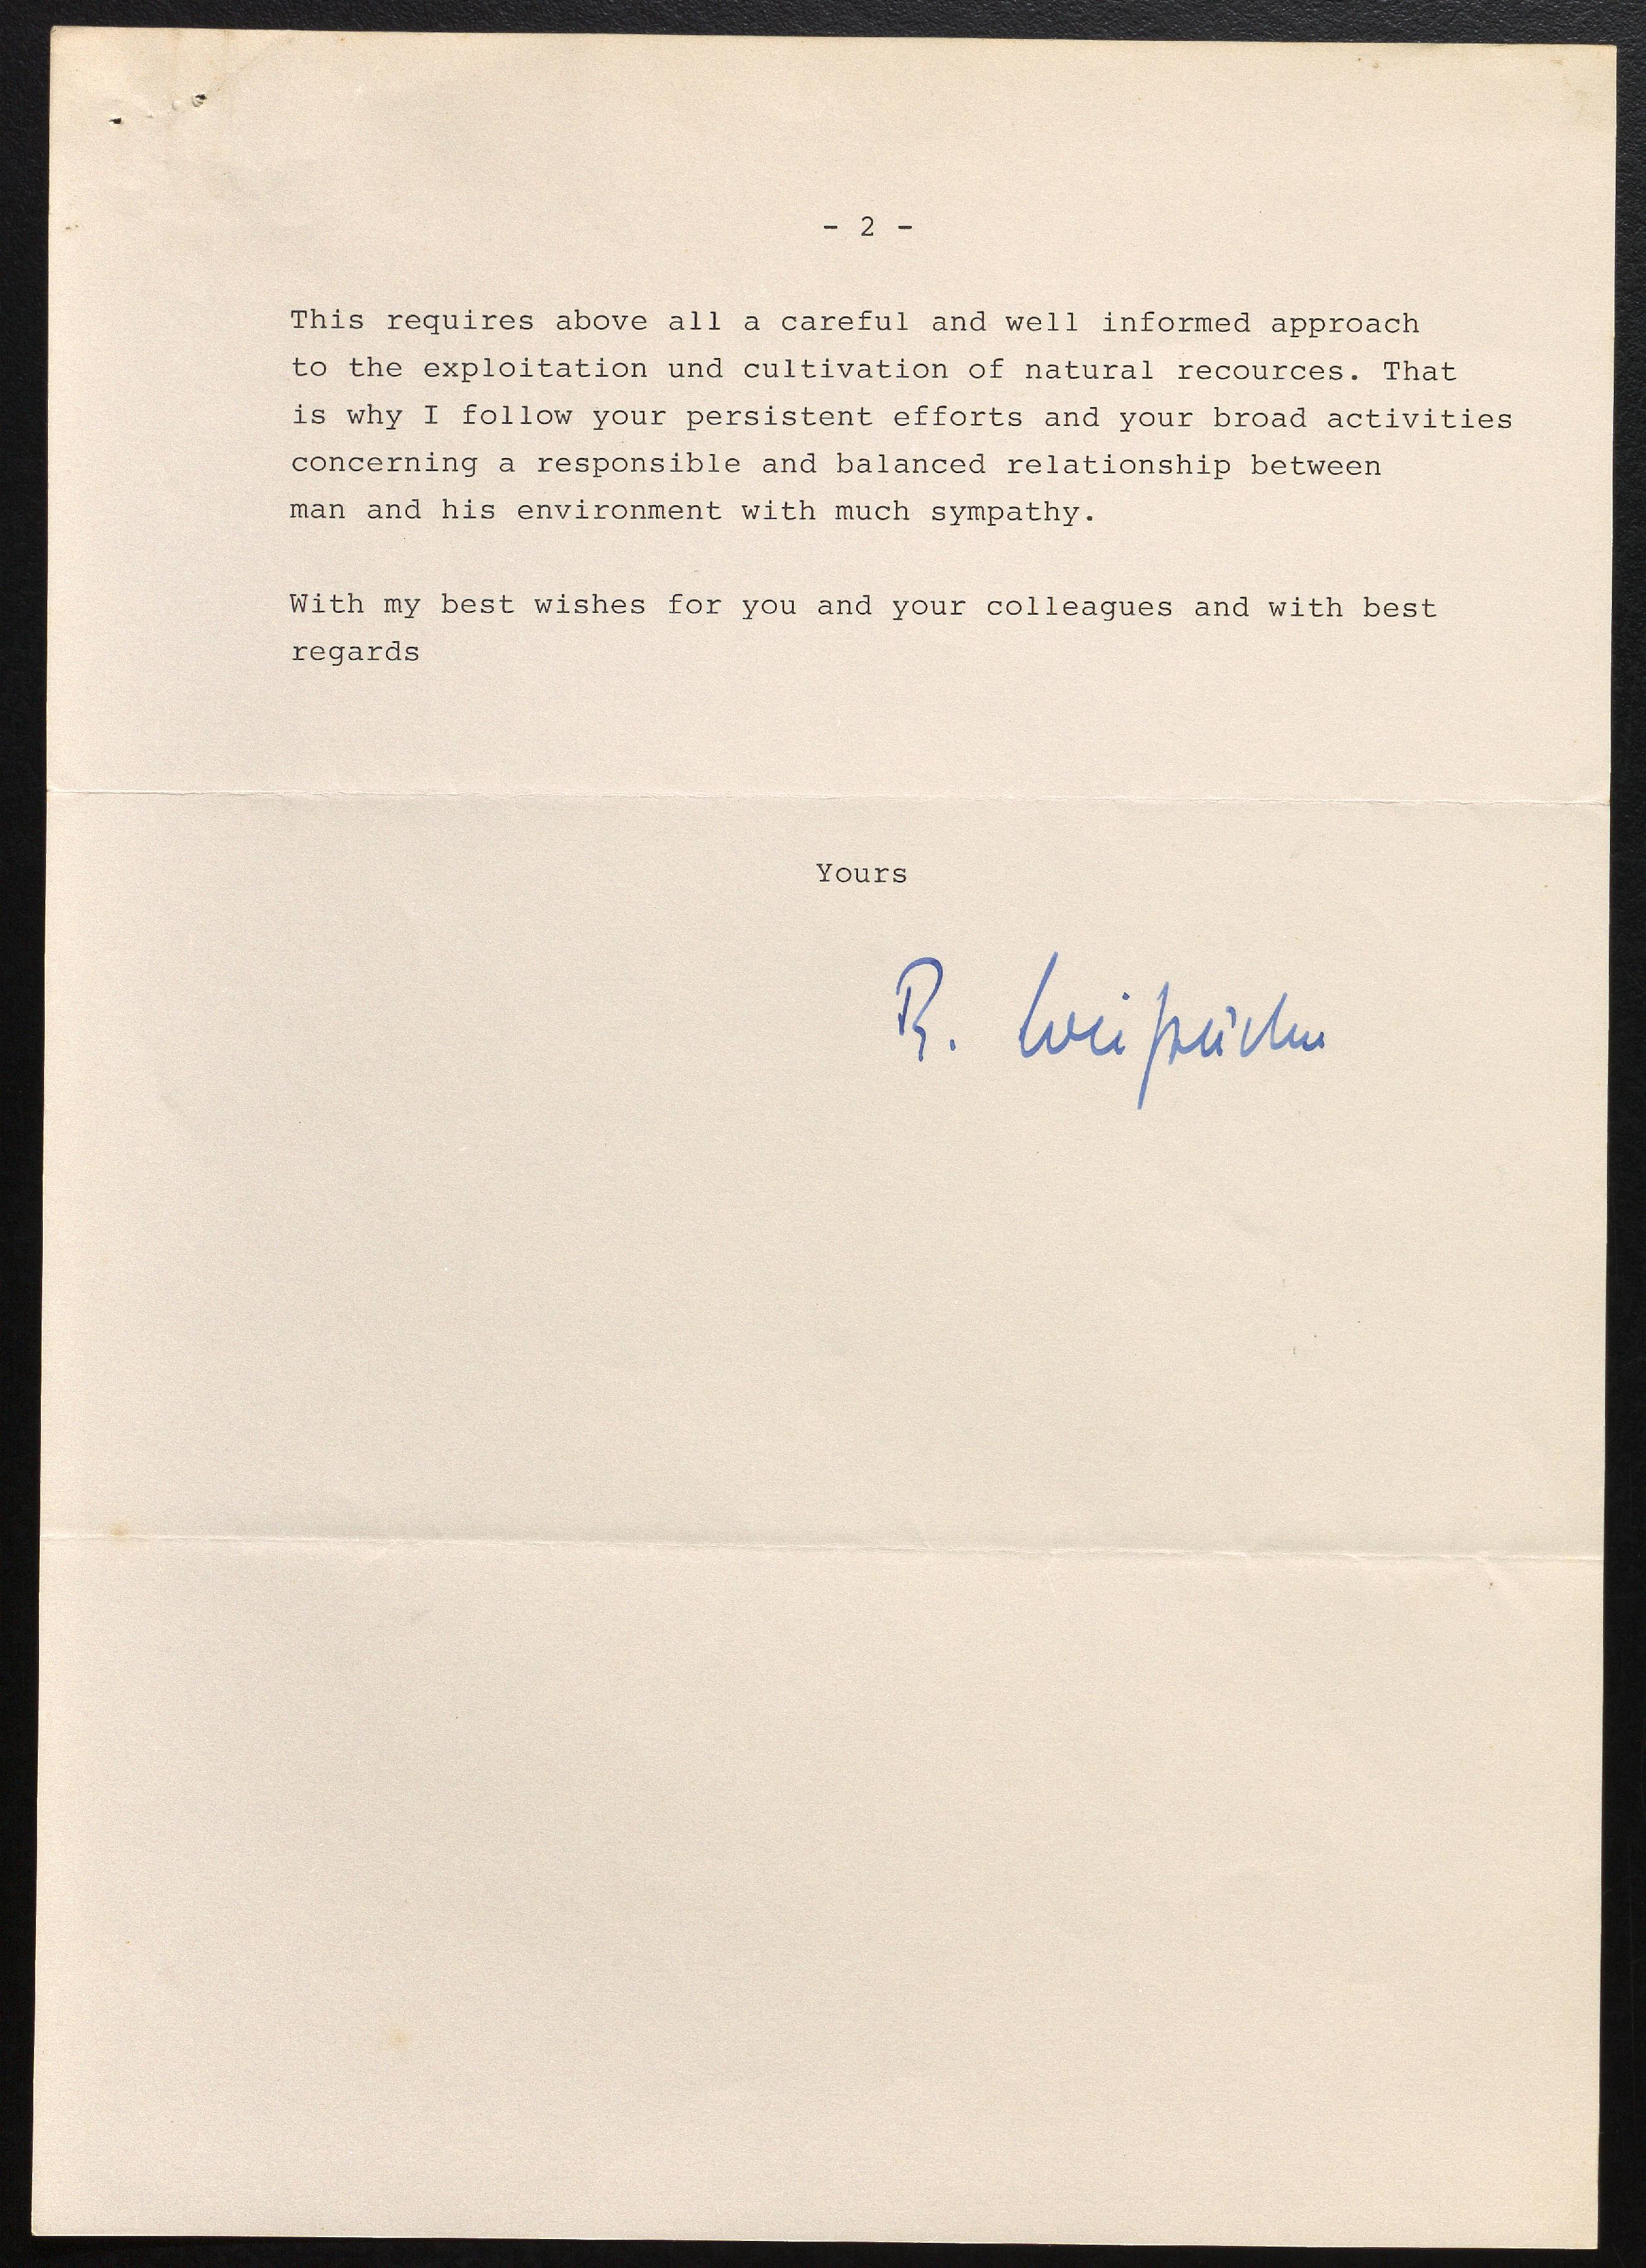 - 2 -
This requires above all a careful and well informed approach
to the exploitation und cultivation of natural recources. That
is why I follow your persistent efforts and your broad activities
concerning a responsible and balanced relationship between
man and his environment with much sympathy.
With my best wishes for you and your colleagues and with best
regards
Yours
R.